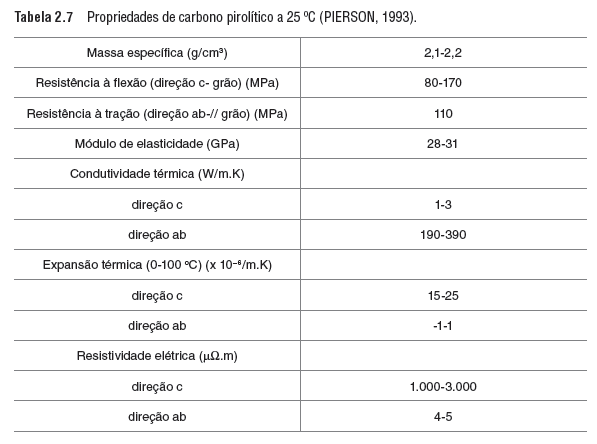 Tabela 2.7 Propriedades de carbono pirolítico a 25 ºC (PIERSON, 1993).
Massa específica (g/cm³) 2,1-2,2
Resistência à flexão (direção c- grão) (MPa) 80-170
Resistência à tração (direção ab-// grão) (MPa) 110
Módulo de elasticidade (GPa) 28-31
Condutividade térmica (W/m.K)
direção c 1-3
direção ab 190-390
Expansão térmica (0-100 ºC) (x 10⁻⁶/m.K)
direção c 15-25
direção ab -1-1
Resistividade elétrica (μΩ.m)
direção c 1.000-3.000
direção ab 4-5